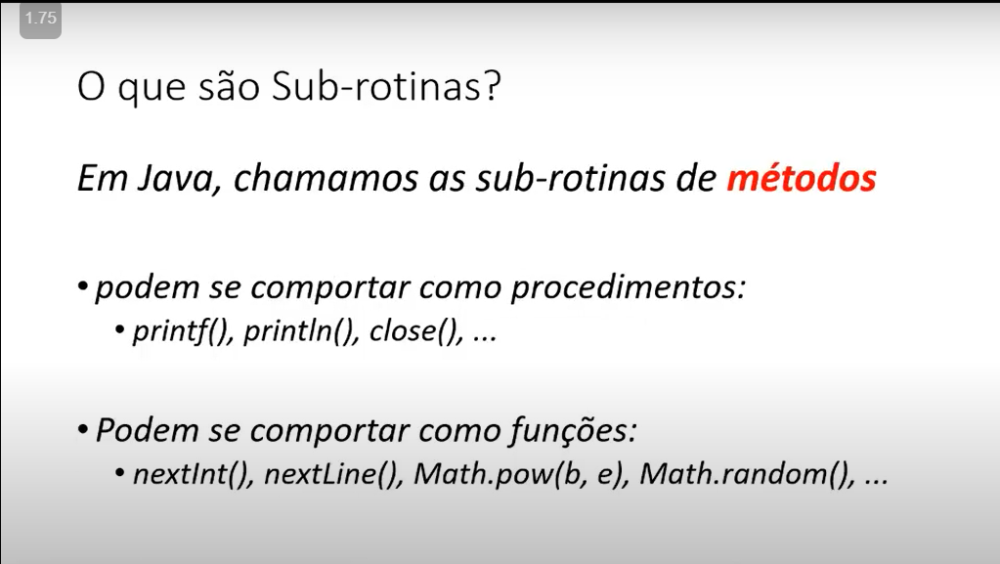 1.75
O que são Sub-rotinas?
Em Java, chamamos as sub-rotinas de métodos
• podem se comportar como procedimentos:
• printf(), println(), close(), ...
• Podem se comportar como funções:
• nextInt(), nextLine(), Math.pow(b, e), Math.random(), ...